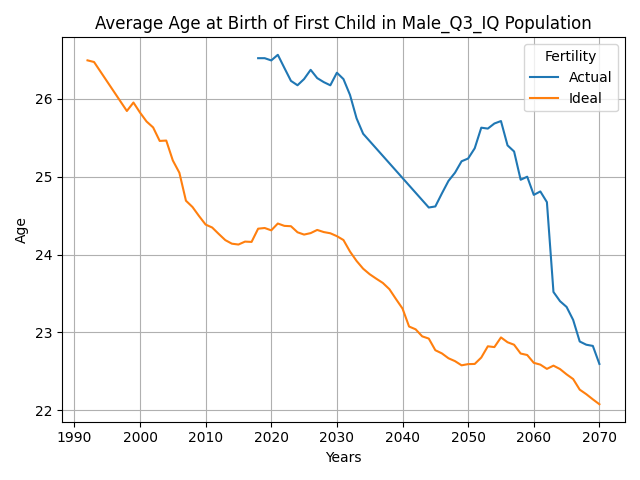 Average Age at Birth of First Child in Male_Q3_IQ Population
Fertility
Actual
Ideal
Age
26
25
24
23
22
1990 2000 2010 2020 2030 2040 2050 2060 2070
Years